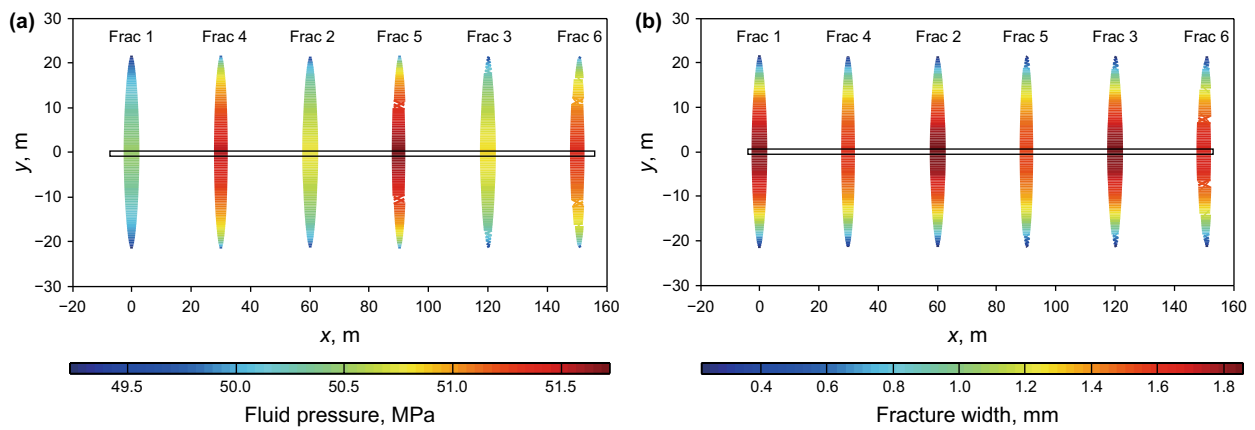 (a)
Frac 1 Frac 4 Frac 2 Frac 5 Frac 3 Frac 6
30
20
10
0
−10
−20
−30
y, m
−20 0 20 40 60 80 100 120 140 160
x, m
49.5 50.0 50.5 51.0 51.5
Fluid pressure, MPa
(b)
Frac 1 Frac 4 Frac 2 Frac 5 Frac 3 Frac 6
30
20
10
0
−10
−20
−30
y, m
−20 0 20 40 60 80 100 120 140 160
x, m
0.4 0.6 0.8 1.0 1.2 1.4 1.6 1.8
Fracture width, mm